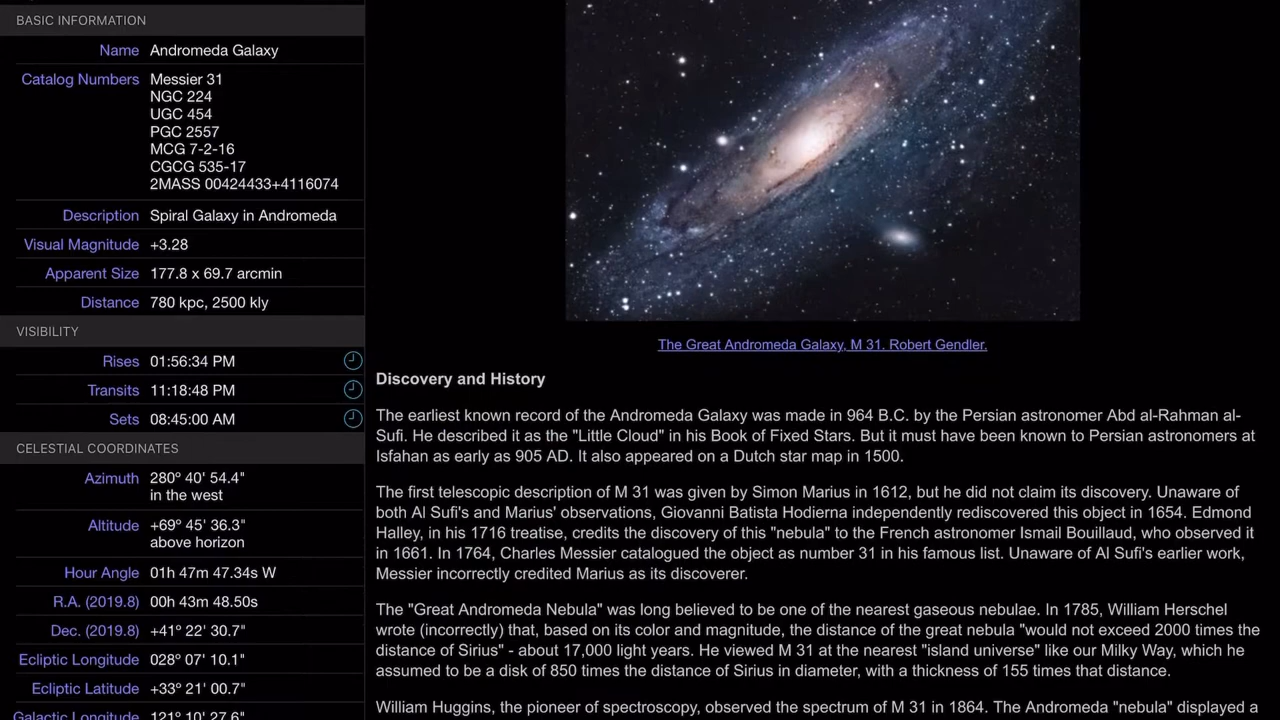 BASIC INFORMATION
Name Andromeda Galaxy
Catalog Numbers Messier 31
NGC 224
UGC 454
PGC 2557
MCG 7-2-16
CGCG 535-17
2MASS 00424433+4116074
Description Spiral Galaxy in Andromeda
Visual Magnitude +3.28
Apparent Size 177.8 x 69.7 arcmin
Distance 780 kpc, 2500 kly
VISIBILITY
Rises 01:56:34 PM
Transits 11:18:48 PM
Sets 08:45:00 AM
CELESTIAL COORDINATES
Azimuth 280° 40' 54.4"
in the west
Altitude +69° 45' 36.3"
above horizon
Hour Angle 01h 47m 47.34s W
R.A. (2019.8) 00h 43m 48.50s
Dec. (2019.8) +41° 22' 30.7"
Ecliptic Longitude 028° 07' 10.1"
Ecliptic Latitude +33° 21' 00.7"
Galactic Longitude 121° 10' 27.6"
The Great Andromeda Galaxy, M 31. Robert Gendler.
Discovery and History
The earliest known record of the Andromeda Galaxy was made in 964 B.C. by the Persian astronomer Abd al-Rahman al-
Sufi. He described it as the "Little Cloud" in his Book of Fixed Stars. But it must have been known to Persian astronomers at
Isfahan as early as 905 AD. It also appeared on a Dutch star map in 1500.
The first telescopic description of M 31 was given by Simon Marius in 1612, but he did not claim its discovery. Unaware of
both Al Sufi's and Marius' observations, Giovanni Batista Hodierna independently rediscovered this object in 1654. Edmond
Halley, in his 1716 treatise, credits the discovery of this "nebula" to the French astronomer Ismail Bouillaud, who observed it
in 1661. In 1764, Charles Messier catalogued the object as number 31 in his famous list. Unaware of Al Sufi's earlier work,
Messier incorrectly credited Marius as its discoverer.
The "Great Andromeda Nebula" was long believed to be one of the nearest gaseous nebulae. In 1785, William Herschel
wrote (incorrectly) that, based on its color and magnitude, the distance of the great nebula "would not exceed 2000 times the
distance of Sirius" - about 17,000 light years. He viewed M 31 at the nearest "island universe" like our Milky Way, which he
assumed to be a disk of 850 times the distance of Sirius in diameter, with a thickness of 155 times that distance.
William Huggins, the pioneer of spectroscopy, observed the spectrum of M 31 in 1864. The Andromeda "nebula" displayed a